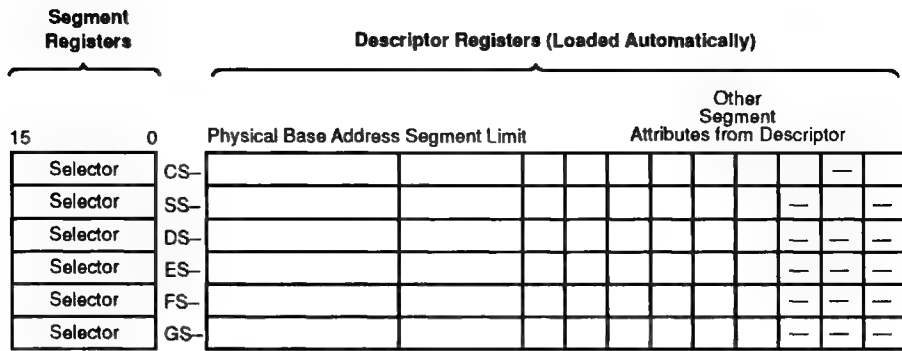 Segment
Registers
Descriptor Registers (Loaded Automatically)
Other
Segment
15 0 Physical Base Address Segment Limit Attributes from Descriptor
Selector CS– —
Selector SS– — —
Selector DS– — — —
Selector ES– — — —
Selector FS– — — —
Selector GS– — — —